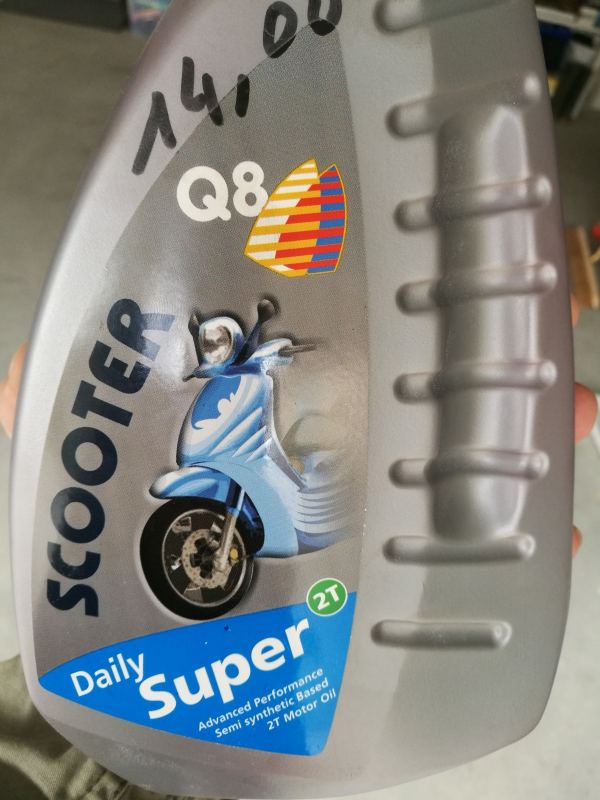 14,00
Q8
SCOOTER
2T
Daily
Super
Advanced Performance
Semi synthetic Based
2T Motor Oil